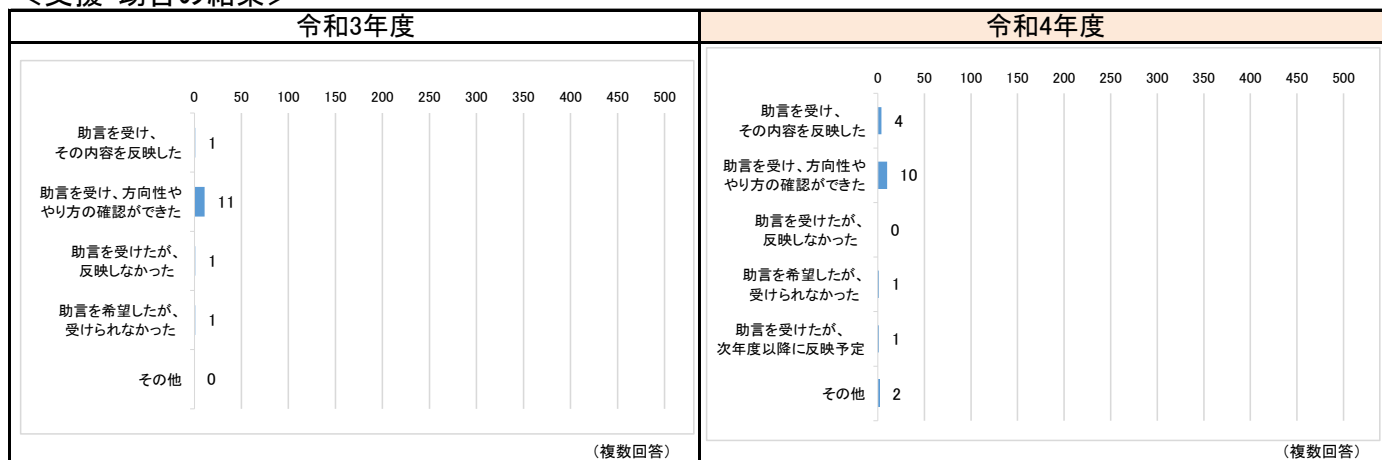 ＜支援・助言の結果＞
令和3年度
0 50 100 150 200 250 300 350 400 450 500
助言を受け、
その内容を反映した
1
助言を受け、方向性や
やり方の確認ができた
11
助言を受けたが、
反映しなかった
1
助言を希望したが、
受けられなかった
1
その他
0
（複数回答）
令和4年度
0 50 100 150 200 250 300 350 400 450 500
助言を受け、
その内容を反映した
4
助言を受け、方向性や
やり方の確認ができた
10
助言を受けたが、
反映しなかった
0
助言を希望したが、
受けられなかった
1
助言を受けたが、
次年度以降に反映予定
1
その他
2
（複数回答）